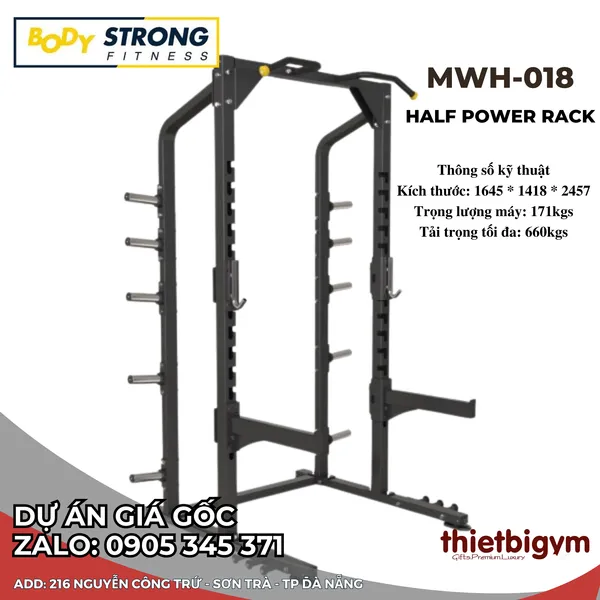 BODY STRONG
FITNESS
MWH-018
HALF POWER RACK
Thông số kỹ thuật
Kích thước: 1645 * 1418 * 2457
Trọng lượng máy: 171kgs
Tải trọng tối đa: 660kgs
DỰ ÁN GIÁ GỐC
ZALO: 0905 345 371
thietbigym
Gifts.Premium.Luxury
ADD: 216 NGUYỄN CÔNG TRỨ - SƠN TRÀ - TP ĐÀ NẴNG